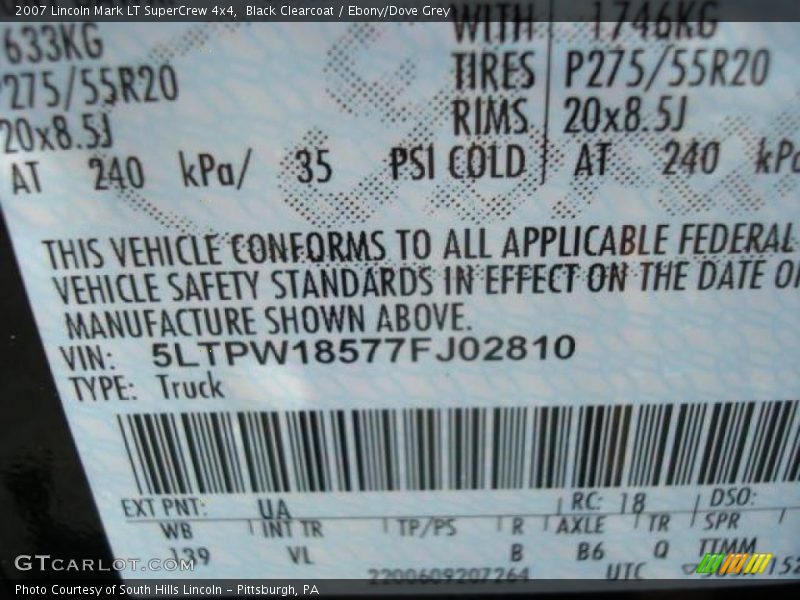 2007 Lincoln Mark LT SuperCrew 4x4, Black Clearcoat / Ebony/Dove Grey
633KG WITH 1746KG
P275/55R20 TIRES P275/55R20
20x8.5J RIMS 20x8.5J
AT 240 kPa/ 35 PSI COLD AT 240 kPa
THIS VEHICLE CONFORMS TO ALL APPLICABLE FEDERAL
VEHICLE SAFETY STANDARDS IN EFFECT ON THE DATE OF
MANUFACTURE SHOWN ABOVE.
VIN: 5LTPW18577FJ02810
TYPE: Truck
EXT PNT: UA RC: 18 DSO:
WB INT TR TP/PS R AXLE TR SPR TTMM
139 VL B B6 Q
2200609207264 UTC
GTcarlot.com
Photo Courtesy of South Hills Lincoln - Pittsburgh, PA